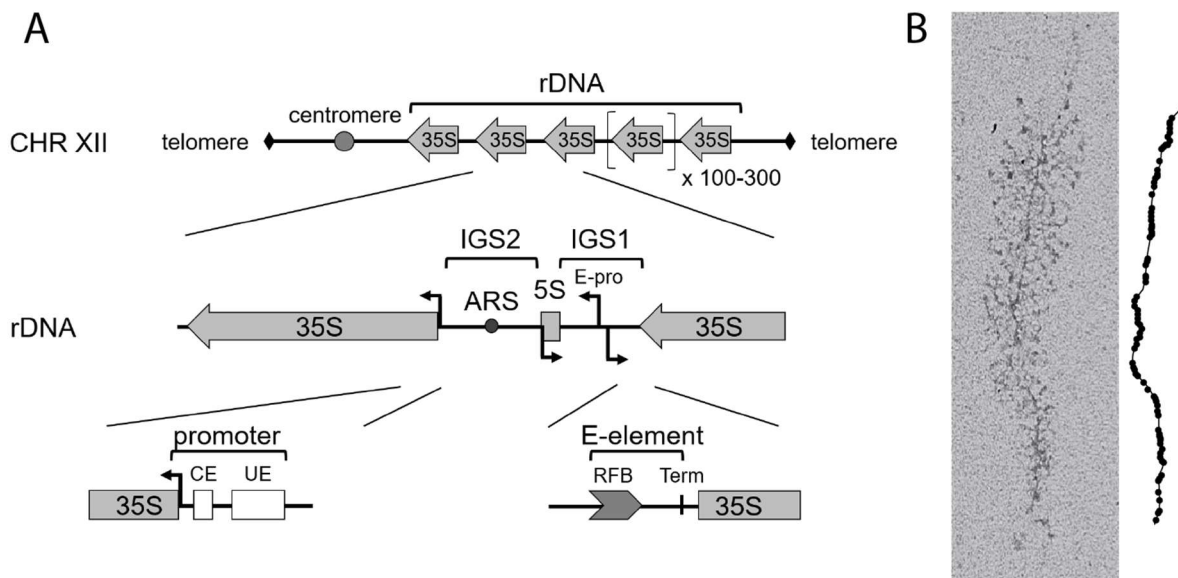 A
B
rDNA
centromere
CHR XII
telomere
35S 35S 35S 35S 35S
telomere
x 100-300
IGS2
IGS1
E-pro
ARS
5S
rDNA
35S
35S
promoter
E-element
CE
UE
RFB
Term
35S
35S